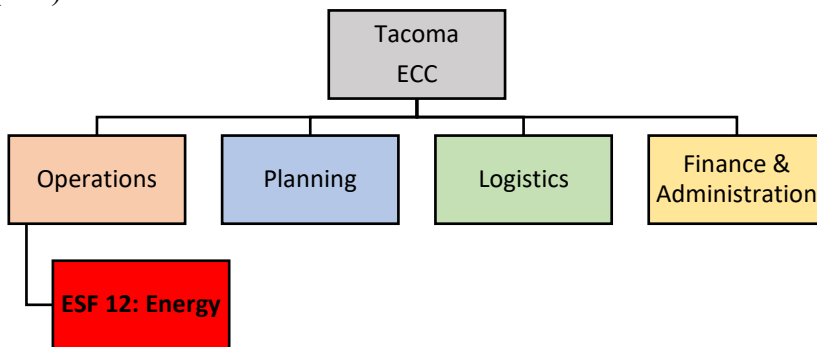 Tacoma
ECC
Operations
Planning
Logistics
Finance &
Administration
ESF 12: Energy